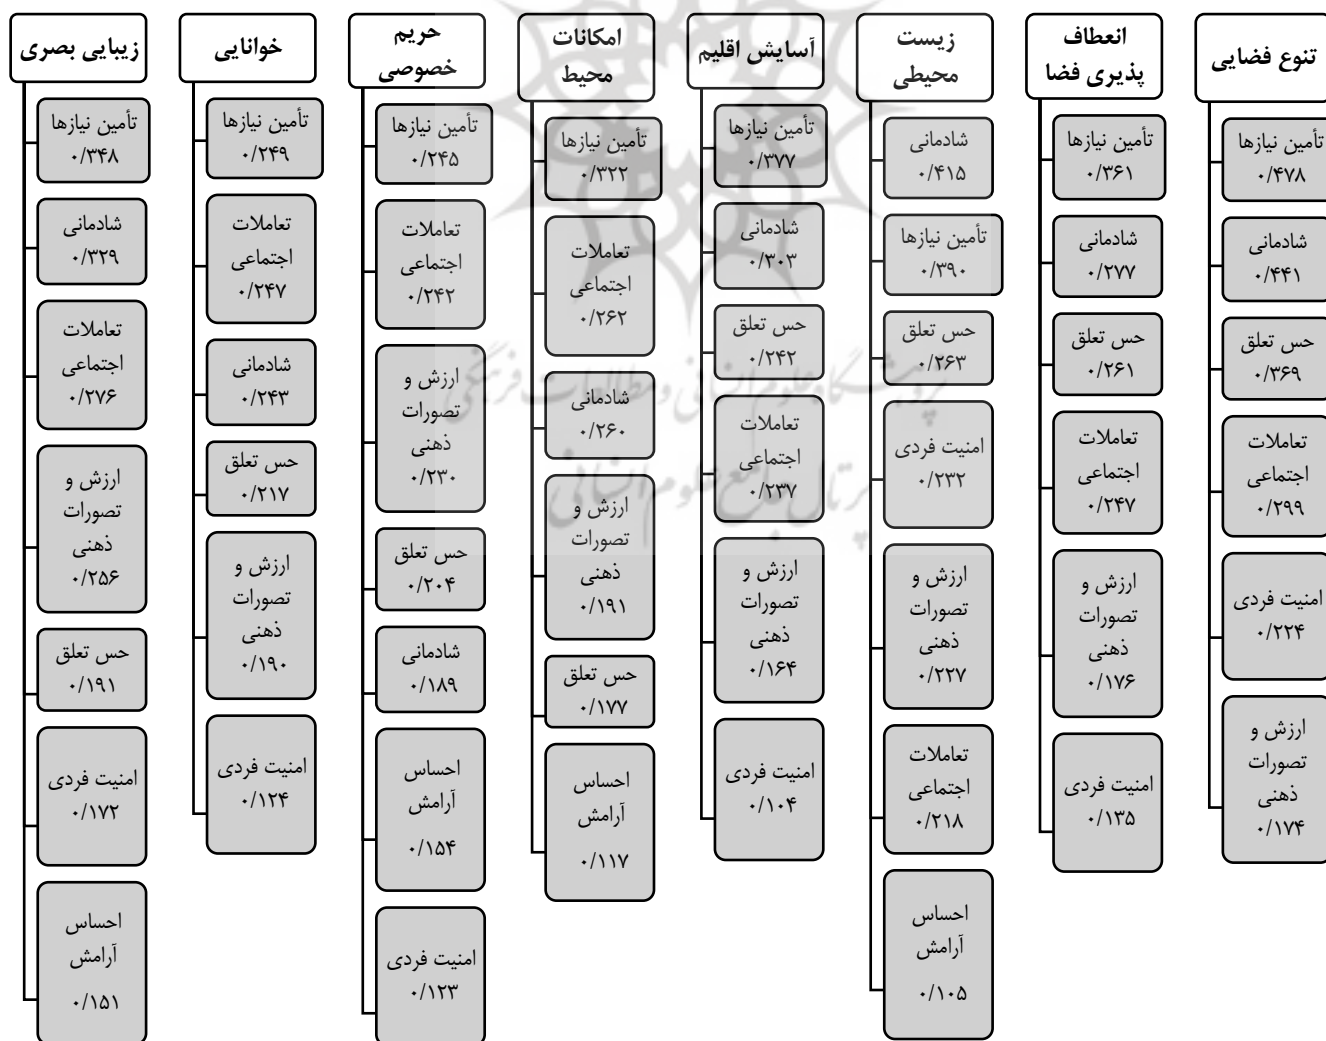 تنوع فضایی
تأمین نیازها
۰/۴۷۸
شادمانی
۰/۴۴۱
حس تعلق
۰/۳۶۹
تعاملات
اجتماعی
۰/۲۹۹
امنیت فردی
۰/۲۲۴
ارزش و
تصورات
ذهنی
۰/۱۷۴
انعطاف
پذیری فضا
تأمین نیازها
۰/۳۶۱
شادمانی
۰/۲۷۷
حس تعلق
۰/۲۶۱
تعاملات
اجتماعی
۰/۲۴۷
ارزش و
تصورات
ذهنی
۰/۱۷۶
امنیت فردی
۰/۱۳۵
زیست
محیطی
شادمانی
۰/۴۱۵
تأمین نیازها
۰/۳۹۰
حس تعلق
۰/۲۶۳
امنیت فردی
۰/۲۳۲
ارزش و
تصورات
ذهنی
۰/۲۲۷
تعاملات
اجتماعی
۰/۲۱۸
احساس
آرامش
۰/۱۰۵
آسایش اقلیم
تأمین نیازها
۰/۳۷۷
شادمانی
۰/۳۰۳
حس تعلق
۰/۲۴۲
تعاملات
اجتماعی
۰/۲۳۷
ارزش و
تصورات
ذهنی
۰/۱۶۴
امنیت فردی
۰/۱۰۴
امکانات
محیط
تأمین نیازها
۰/۳۲۲
تعاملات
اجتماعی
۰/۲۶۲
شادمانی
۰/۲۶۰
ارزش و
تصورات
ذهنی
۰/۱۹۱
حس تعلق
۰/۱۷۷
احساس
آرامش
۰/۱۱۷
حریم
خصوصی
تأمین نیازها
۰/۲۴۵
تعاملات
اجتماعی
۰/۲۴۲
ارزش و
تصورات
ذهنی
۰/۲۳۰
حس تعلق
۰/۲۰۴
شادمانی
۰/۱۸۹
احساس
آرامش
۰/۱۵۴
امنیت فردی
۰/۱۲۳
خوانایی
تأمین نیازها
۰/۲۴۹
تعاملات
اجتماعی
۰/۲۴۷
شادمانی
۰/۲۴۳
حس تعلق
۰/۲۱۷
ارزش و
تصورات
ذهنی
۰/۱۹۰
امنیت فردی
۰/۱۲۴
زیبایی بصری
تأمین نیازها
۰/۳۴۸
شادمانی
۰/۳۲۹
تعاملات
اجتماعی
۰/۲۷۶
ارزش و
تصورات
ذهنی
۰/۲۵۶
حس تعلق
۰/۱۹۱
امنیت فردی
۰/۱۷۲
احساس
آرامش
۰/۱۵۱
پژوهشگاه علوم انسانی و مطالعات فرهنگی
پرتال جامع علوم انسانی